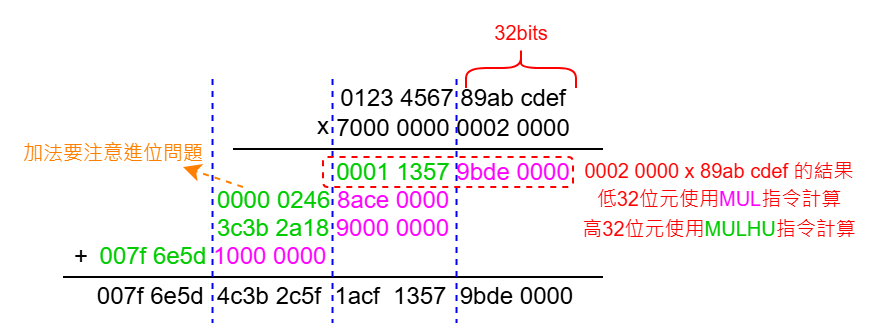 32bits
0123 4567 89ab cdef
x 7000 0000 0002 0000
加法要注意進位問題
0001 1357 9bde 0000 0002 0000 x 89ab cdef 的結果
0000 0246 8ace 0000 低32位元使用MUL指令計算
3c3b 2a18 9000 0000 高32位元使用MULHU指令計算
+ 007f 6e5d 1000 0000
007f 6e5d 4c3b 2c5f 1acf 1357 9bde 0000